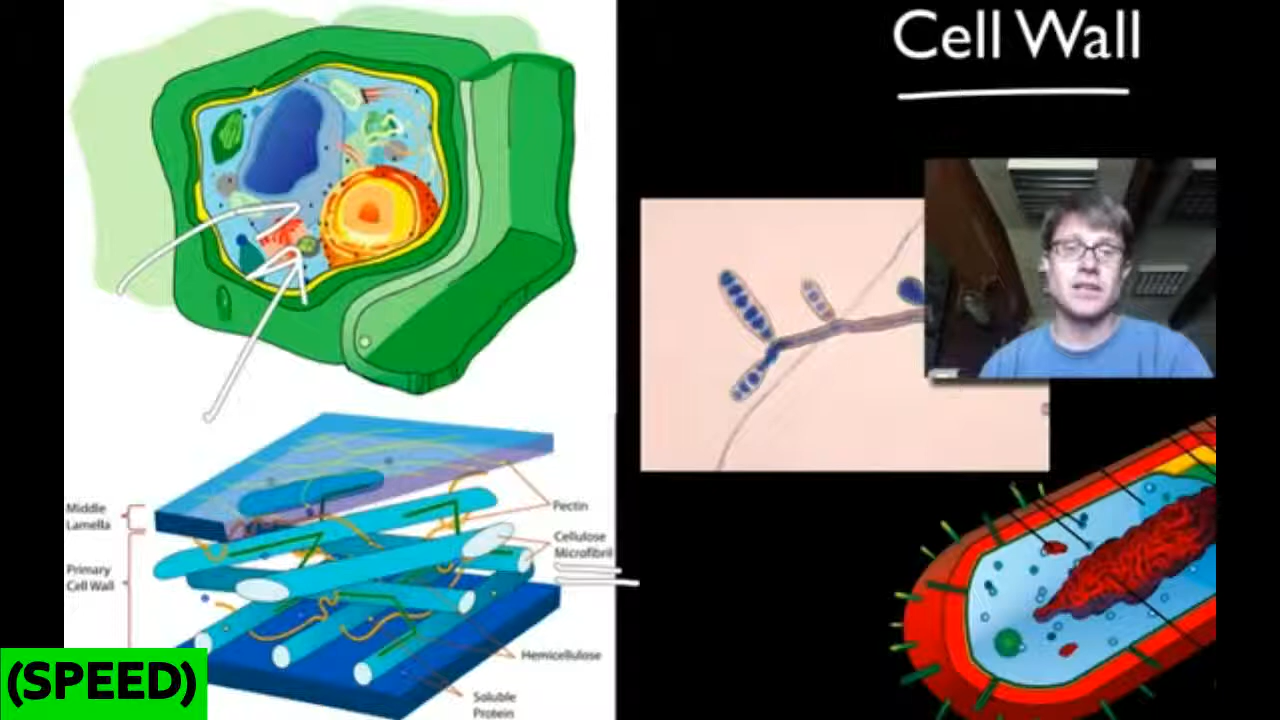 Cell Wall
Middle
Lamella
Primary
Cell Wall
Pectin
Cellulose
Microfibril
Hemicellulose
Soluble
Protein
(SPEED)